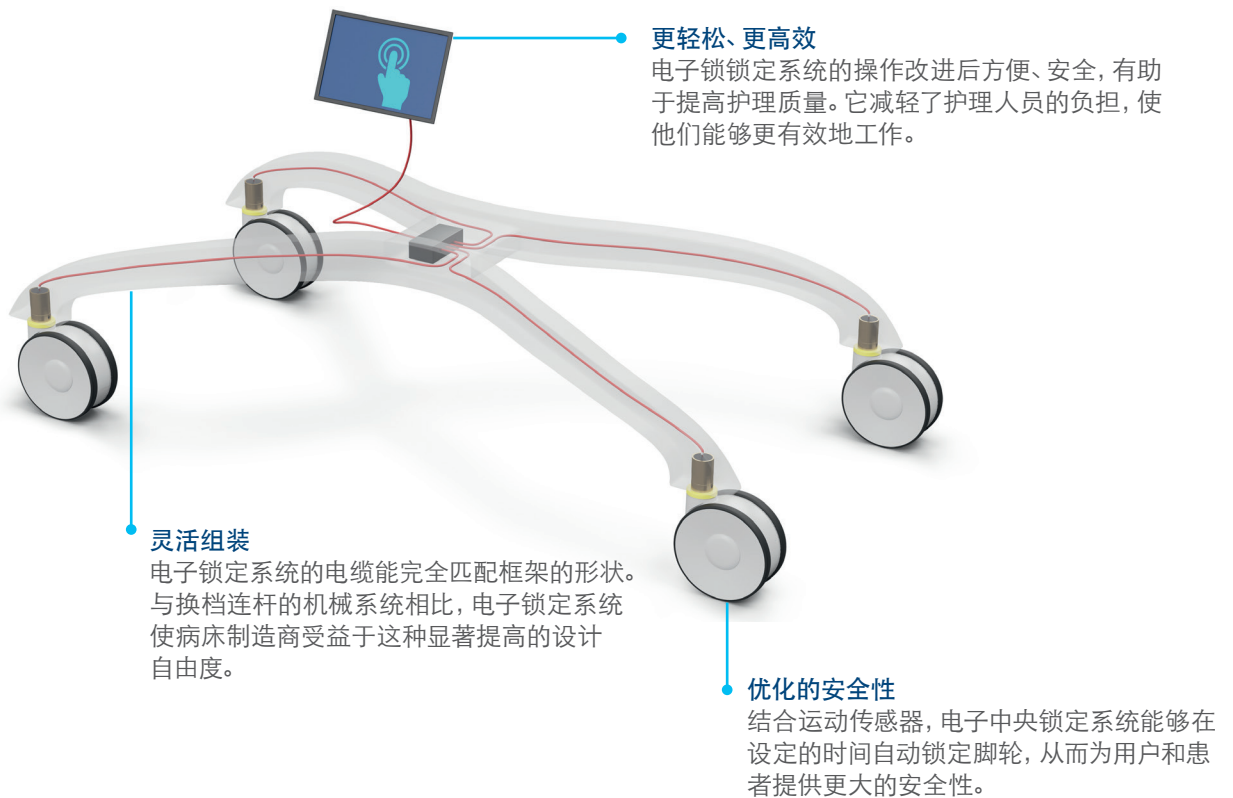 更轻松、更高效
电子锁锁定系统的操作改进后方便、安全，有助
于提高护理质量。它减轻了护理人员的负担，使
他们能够更有效地工作。
灵活组装
电子锁定系统的电缆能完全匹配框架的形状。
与换档连杆的机械系统相比，电子锁定系统
使病床制造商受益于这种显著提高的设计
自由度。
优化的安全性
结合运动传感器，电子中央锁定系统能够在
设定的时间自动锁定脚轮，从而为用户和患
者提供更大的安全性。